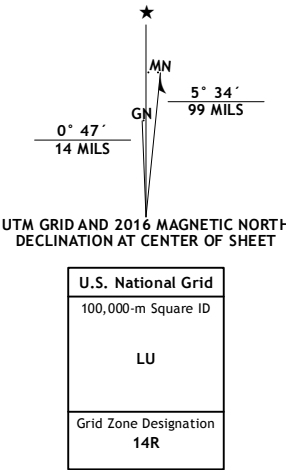 ★
MN
5° 34´
99 MILS
GN
0° 47´
14 MILS
UTM GRID AND 2016 MAGNETIC NORTH
DECLINATION AT CENTER OF SHEET
U.S. National Grid
100,000-m Square ID
LU
Grid Zone Designation
14R